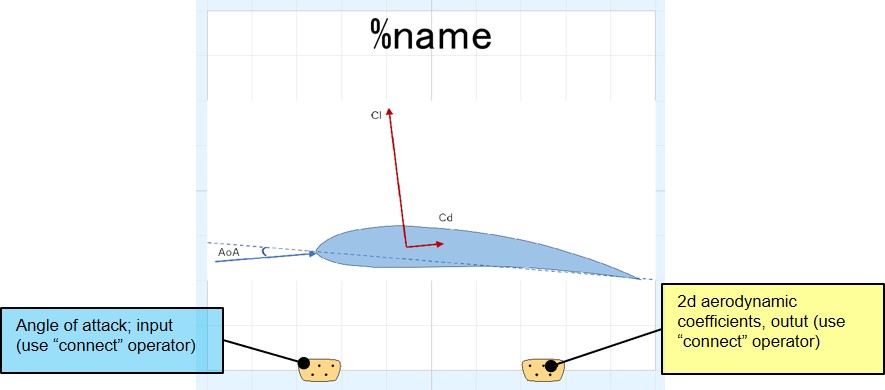 %name
Cl
Cd
AoA
Angle of attack; input
(use “connect” operator)
2d aerodynamic
coefficients, outut (use
“connect” operator)